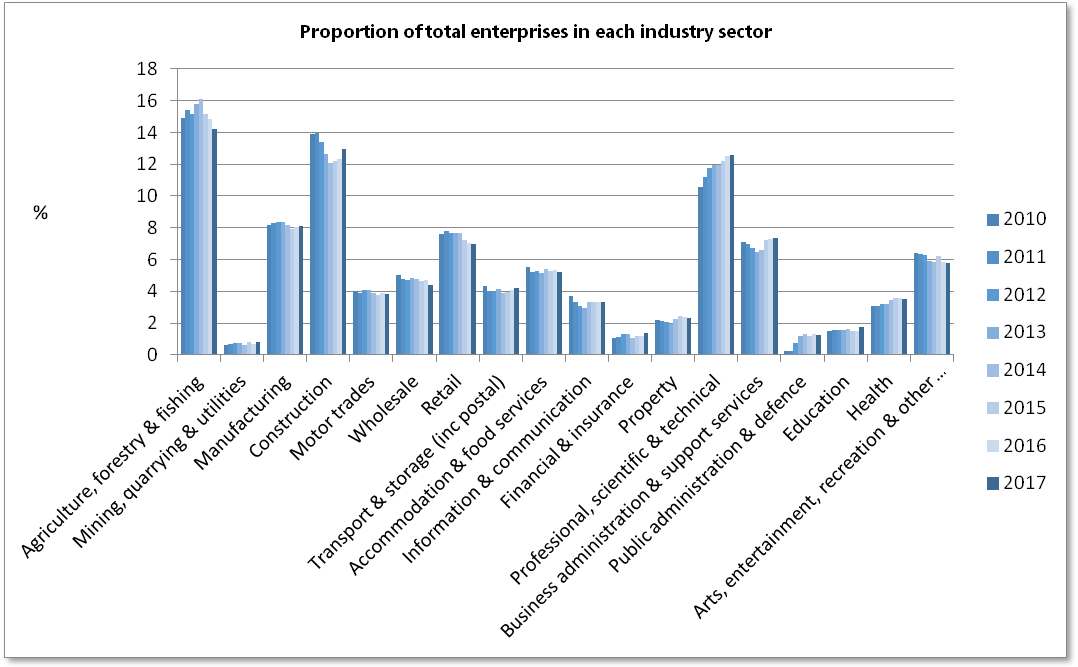 Proportion of total enterprises in each industry sector
%
18
16
14
12
10
8
6
4
2
0
Agriculture, forestry & fishing
Mining, quarrying & utilities
Manufacturing
Construction
Motor trades
Wholesale
Retail
Transport & storage (inc postal)
Accommodation & food services
Information & communication
Financial & insurance
Property
Professional, scientific & technical
Business administration & support services
Public administration & defence
Education
Health
Arts, entertainment, recreation & other...
2010
2011
2012
2013
2014
2015
2016
2017